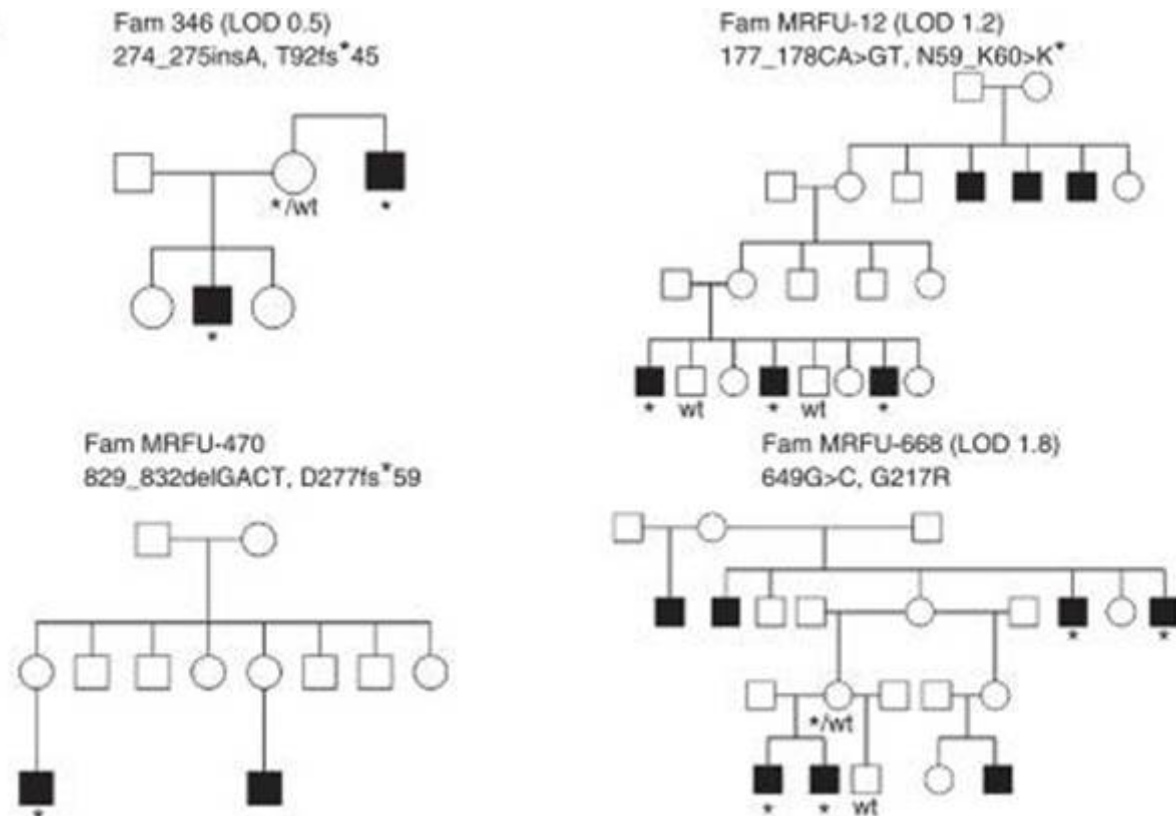 Fam 346 (LOD 0.5)
274_275insA, T92fs*45
*/wt
*
*
Fam MRFU-12 (LOD 1.2)
177_178CA>GT, N59_K60>K*
* wt * wt *
Fam MRFU-470
829_832delGACT, D277fs*59
*
Fam MRFU-668 (LOD 1.8)
649G>C, G217R
* *
*/wt
* * wt